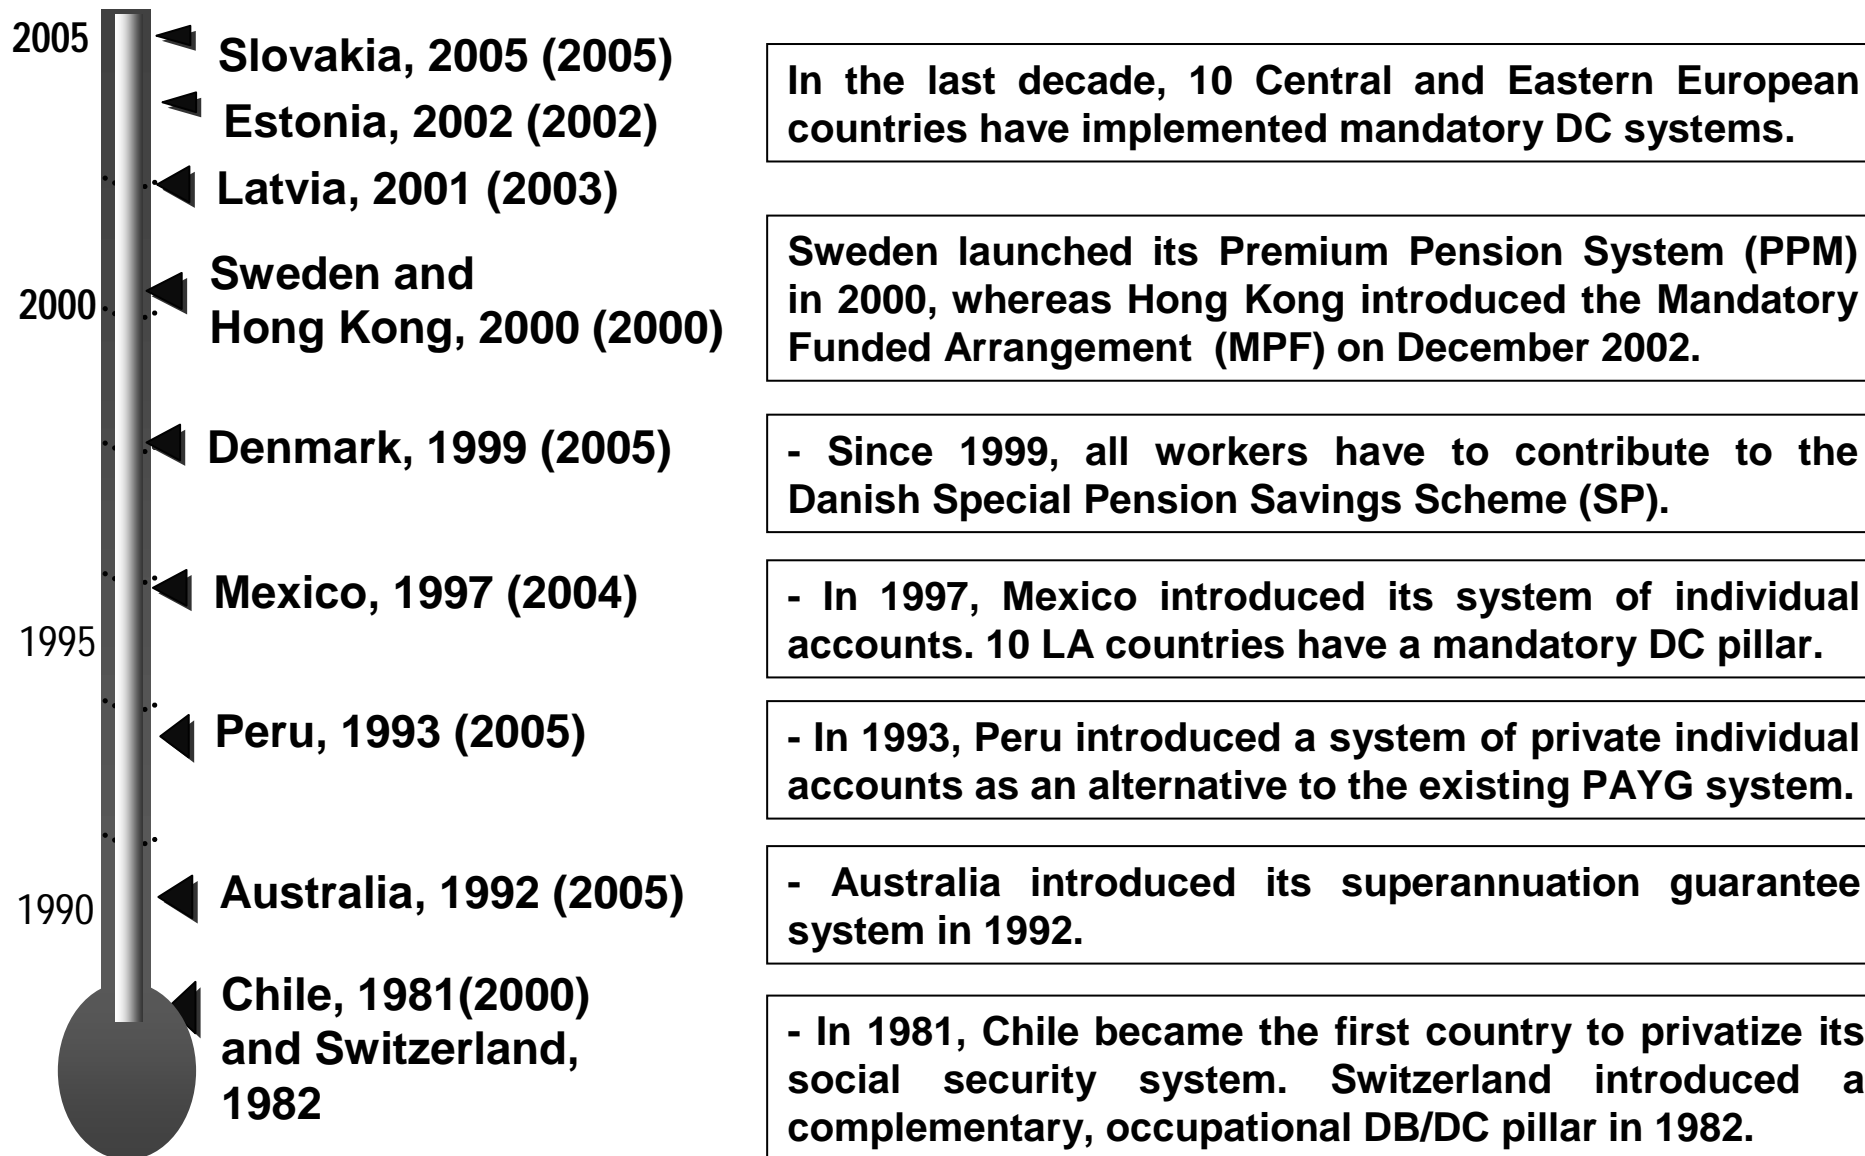 2005
Slovakia, 2005 (2005)
Estonia, 2002 (2002)
Latvia, 2001 (2003)
In the last decade, 10 Central and Eastern European
countries have implemented mandatory DC systems.
2000
Sweden and
Hong Kong, 2000 (2000)
Sweden launched its Premium Pension System (PPM)
in 2000, whereas Hong Kong introduced the Mandatory
Funded Arrangement (MPF) on December 2002.
Denmark, 1999 (2005)
- Since 1999, all workers have to contribute to the
Danish Special Pension Savings Scheme (SP).
Mexico, 1997 (2004)
- In 1997, Mexico introduced its system of individual
accounts. 10 LA countries have a mandatory DC pillar.
1995
Peru, 1993 (2005)
- In 1993, Peru introduced a system of private individual
accounts as an alternative to the existing PAYG system.
1990
Australia, 1992 (2005)
- Australia introduced its superannuation guarantee
system in 1992.
Chile, 1981(2000)
and Switzerland,
1982
- In 1981, Chile became the first country to privatize its
social security system. Switzerland introduced a
complementary, occupational DB/DC pillar in 1982.